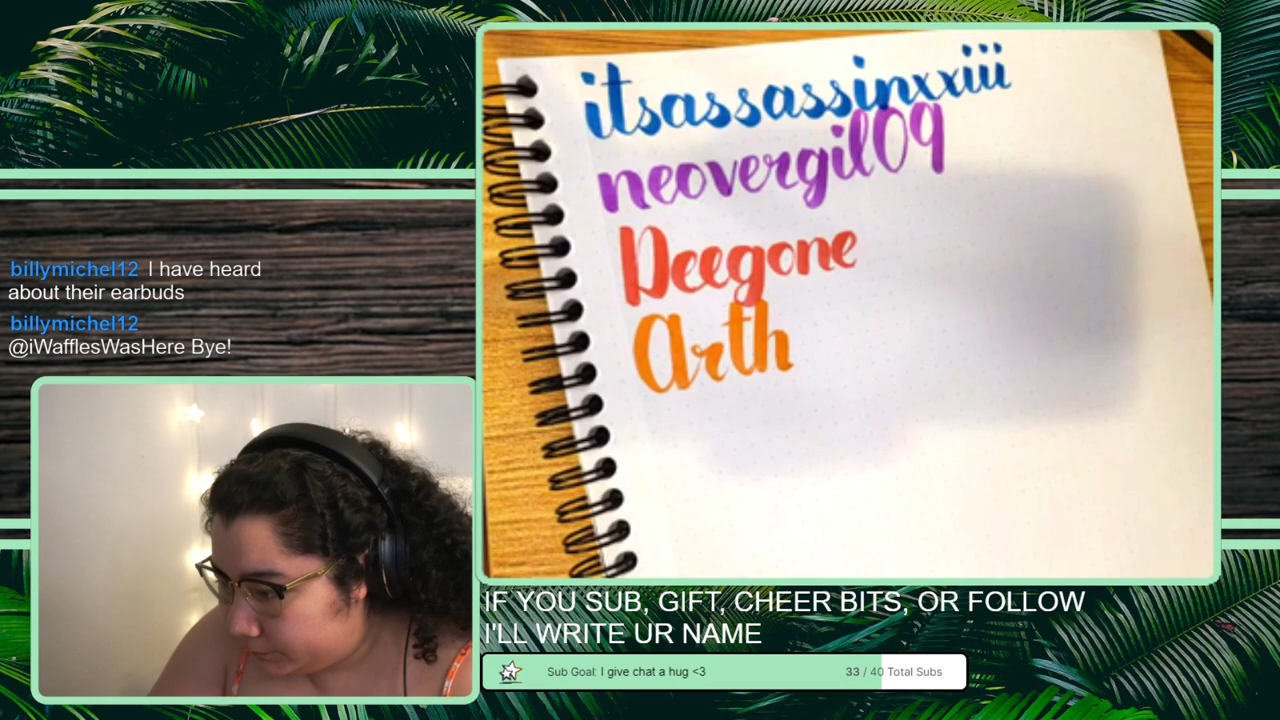 itsassassinxxiii
neovergil09
Deegone
Arth
billymichel12 I have heard
about their earbuds
billymichel12
@iWafflesWasHere Bye!
IF YOU SUB, GIFT, CHEER BITS, OR FOLLOW
I'LL WRITE UR NAME
Sub Goal: I give chat a hug <3 33 / 40 Total Subs